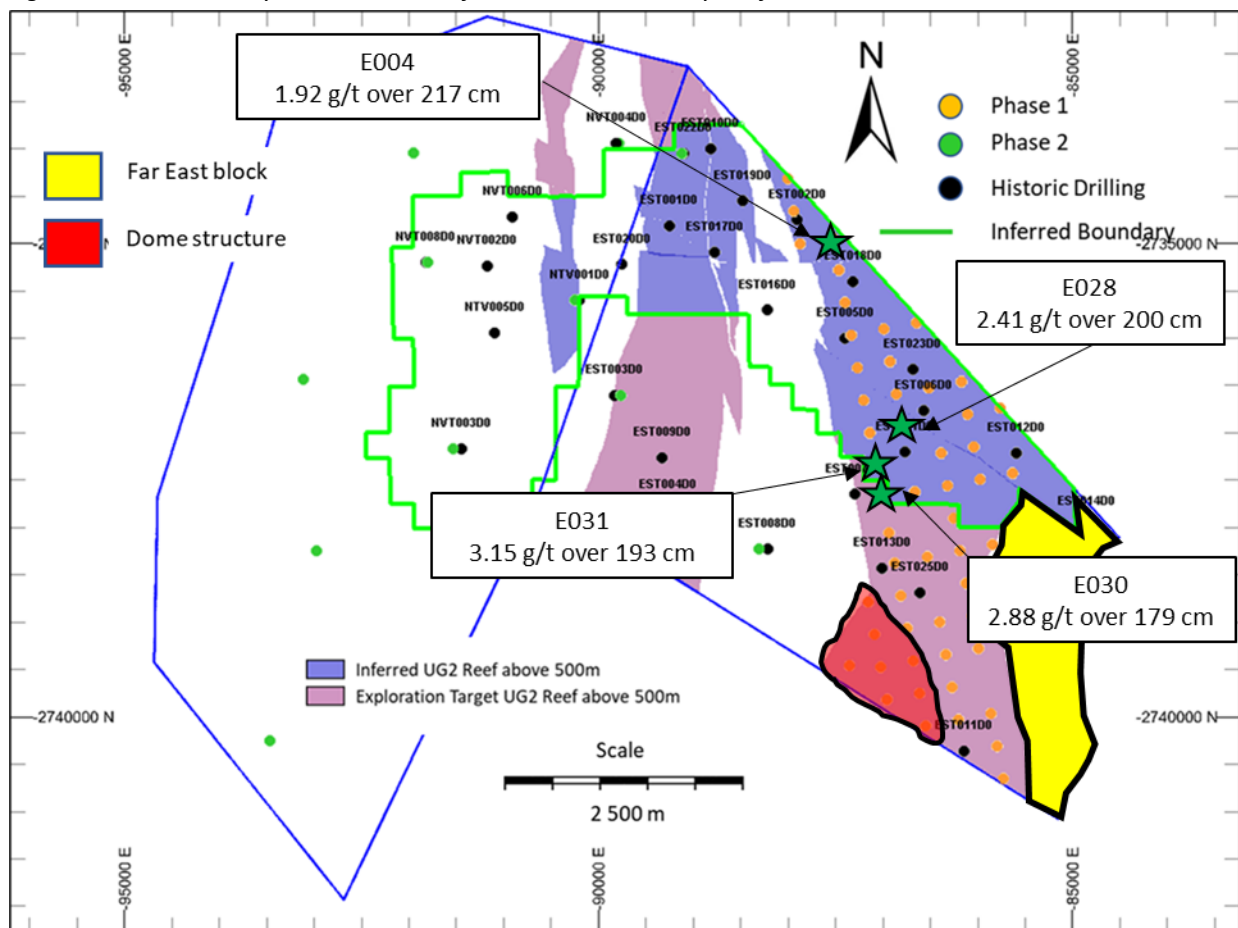 -95000 E
-90000 E
-85000 E
E004
1.92 g/t over 217 cm
N
Phase 1
Phase 2
Historic Drilling
Inferred Boundary
Far East block
Dome structure
NVT004D0
EST010D0
EST019D0
EST002D0
NVT006D0
EST001D0
EST017D0
NVT008D0
NVT002D0
EST020D0
NTV001D0
EST018D0
-2735000 N
EST016D0
E028
2.41 g/t over 200 cm
NTV005D0
EST005D0
EST023D0
EST003D0
EST006D0
NVT003D0
EST009D0
EST012D0
EST004D0
E031
3.15 g/t over 193 cm
EST008D0
EST013D0
EST025D0
E030
2.88 g/t over 179 cm
Inferred UG2 Reef above 500m
Exploration Target UG2 Reef above 500m
-2740000 N
-2740000 N
EST011D0
Scale
2 500 m
-95000 E
-90000 E
-85000 E